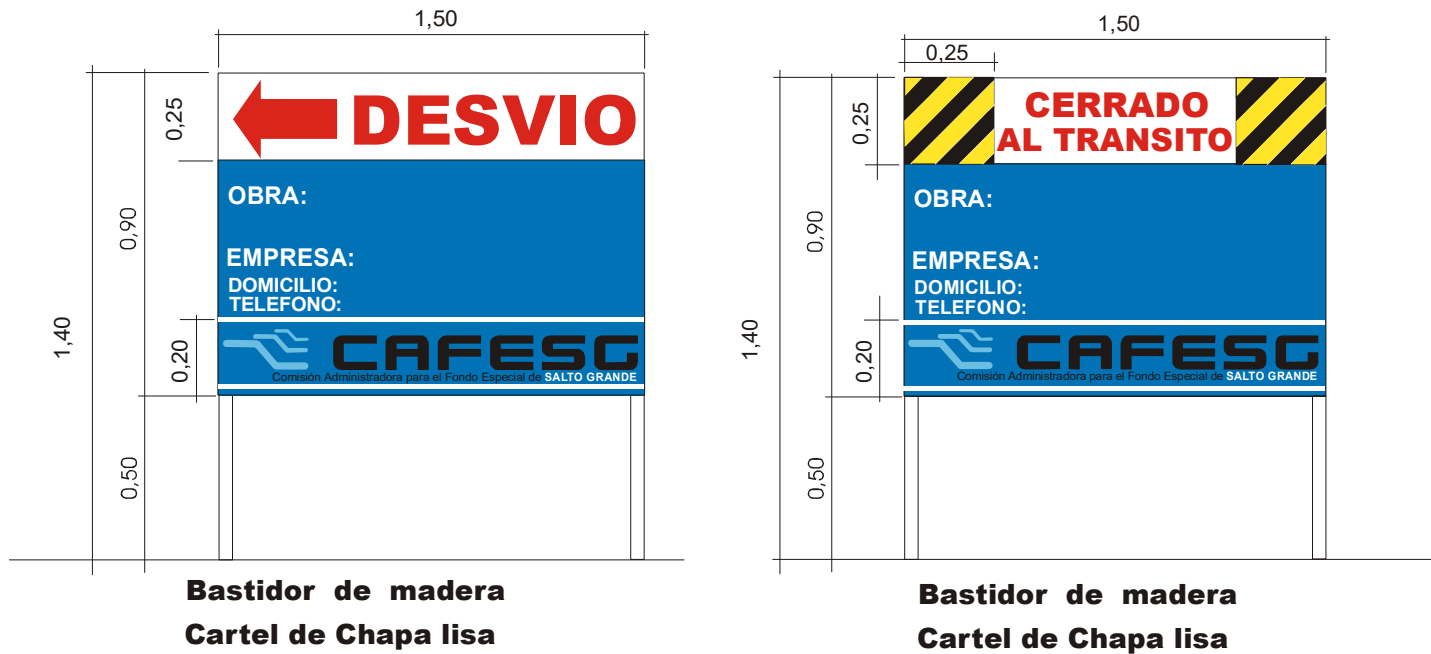 1,50
0,25
0,90
1,40
0,20
0,50
DESVIO
OBRA:
EMPRESA:
DOMICILIO:
TELEFONO:
CAFESG
Comisión Administradora para el Fondo Especial de SALTO GRANDE
Bastidor de madera
Cartel de Chapa lisa
1,50
0,25
0,25
0,90
1,40
0,20
0,50
CERRADO
AL TRANSITO
OBRA:
EMPRESA:
DOMICILIO:
TELEFONO:
CAFESG
Comisión Administradora para el Fondo Especial de SALTO GRANDE
Bastidor de madera
Cartel de Chapa lisa